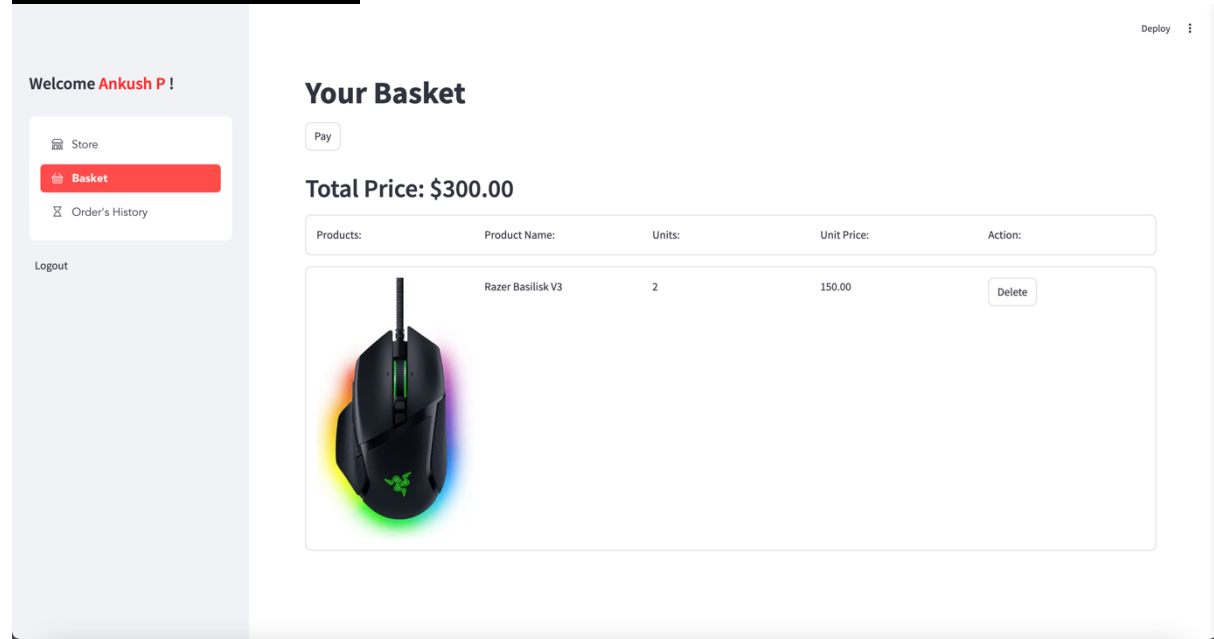 Deploy
Welcome Ankush P !
Store
Basket
Order's History
Logout
Your Basket
Pay
Total Price: $300.00
Products: Product Name: Units: Unit Price: Action:
Razer Basilisk V3 2 150.00 Delete